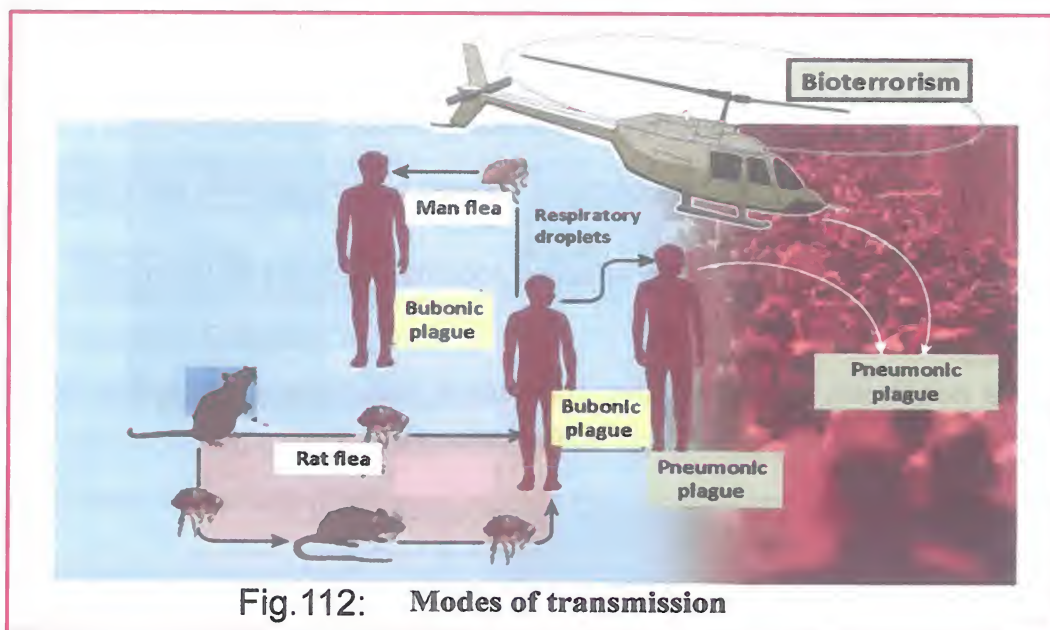 Bioterrorism
Man flea
Respiratory
droplets
Bubonic
plague
Bubonic
plague
Rat flea
Pneumonic
plague
Pneumonic
plague
Fig.112: Modes of transmission